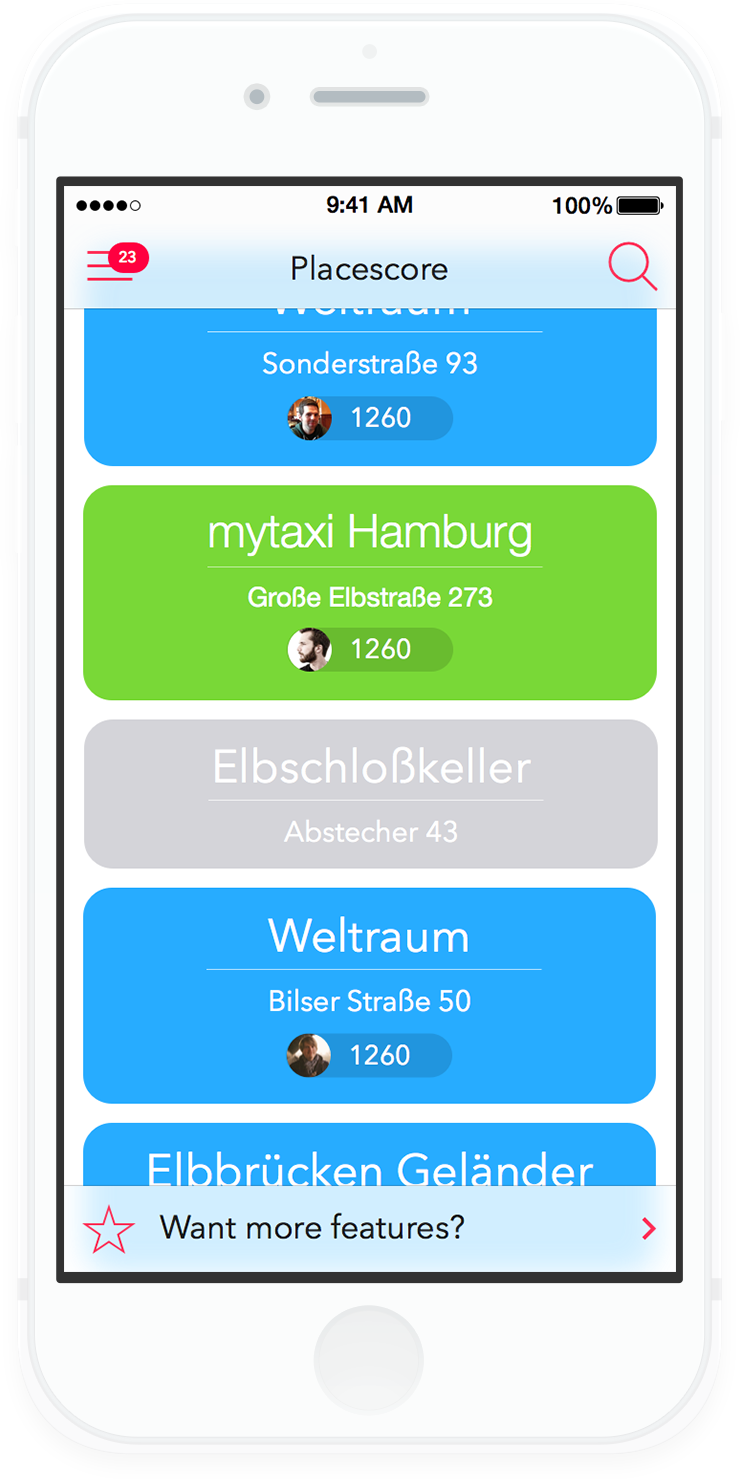 9:41 AM
100%
23
Placescore
Weltraum
Sonderstraße 93
1260
mytaxi Hamburg
Große Elbstraße 273
1260
Elbschloßkeller
Abstecher 43
Weltraum
Bilser Straße 50
1260
Elbbrücken Geländer
Want more features?